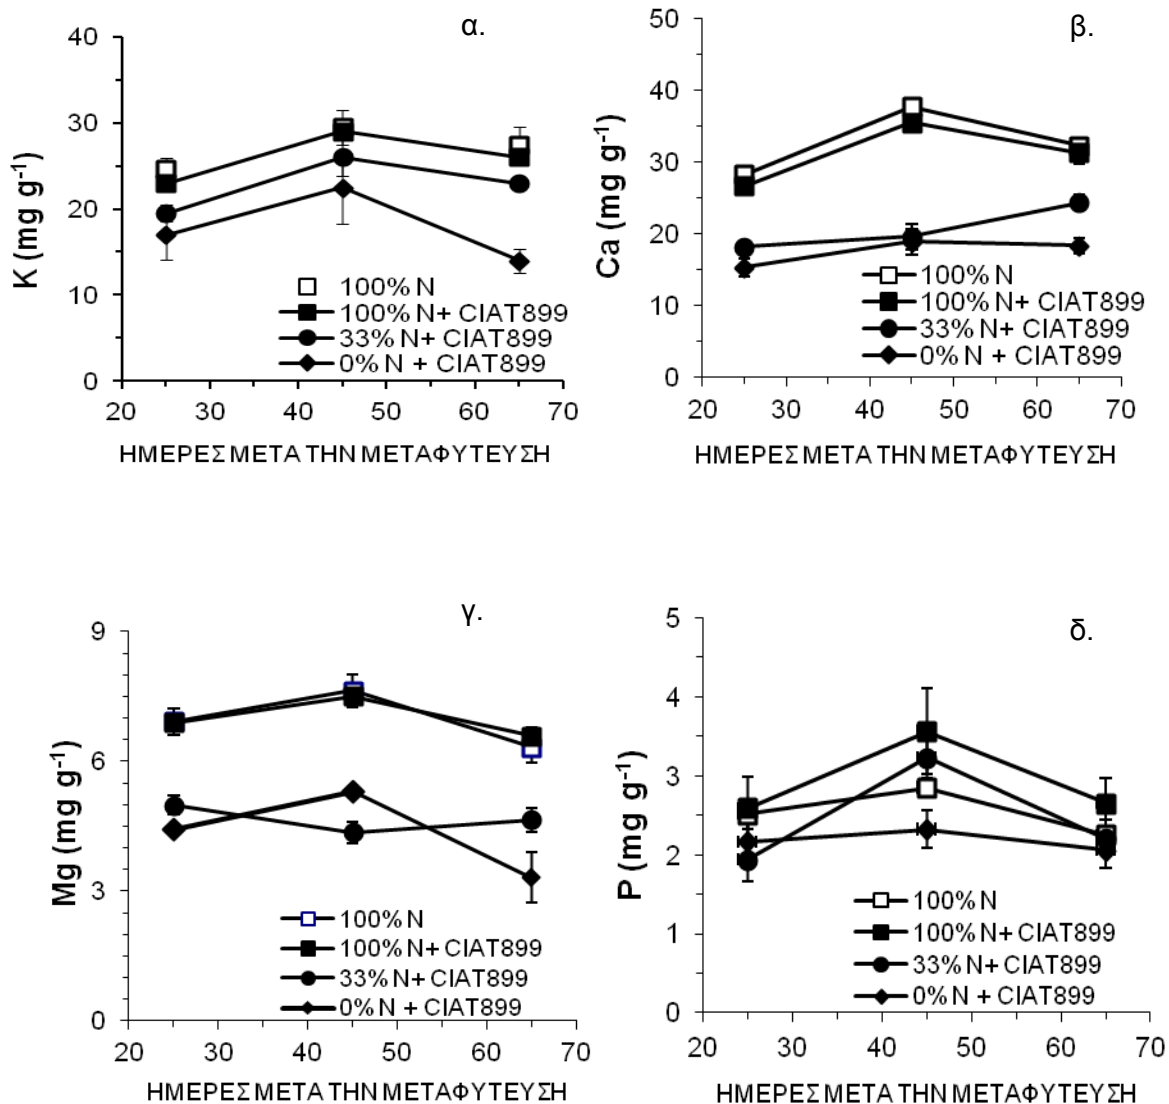 α.
40
30
20
10
0
K (mg g-1)
100% N
100% N+ CIAT899
33% N+ CIAT899
0% N + CIAT899
20 30 40 50 60 70
ΗΜΕΡΕΣ ΜΕΤΑ ΤΗΝ ΜΕΤΑΦΥΤΕΥΣΗ
β.
50
40
30
20
10
0
Ca (mg g-1)
100% N
100% N+ CIAT899
33% N+ CIAT899
0% N + CIAT899
20 30 40 50 60 70
ΗΜΕΡΕΣ ΜΕΤΑ ΤΗΝ ΜΕΤΑΦΥΤΕΥΣΗ
γ.
9
6
3
0
Mg (mg g-1)
100% N
100% N+ CIAT899
33% N+ CIAT899
0% N + CIAT899
20 30 40 50 60 70
ΗΜΕΡΕΣ ΜΕΤΑ ΤΗΝ ΜΕΤΑΦΥΤΕΥΣΗ
δ.
5
4
3
2
1
0
P (mg g-1)
100% N
100% N+ CIAT899
33% N+ CIAT899
0% N + CIAT899
20 30 40 50 60 70
ΗΜΕΡΕΣ ΜΕΤΑ ΤΗΝ ΜΕΤΑΦΥΤΕΥΣΗ